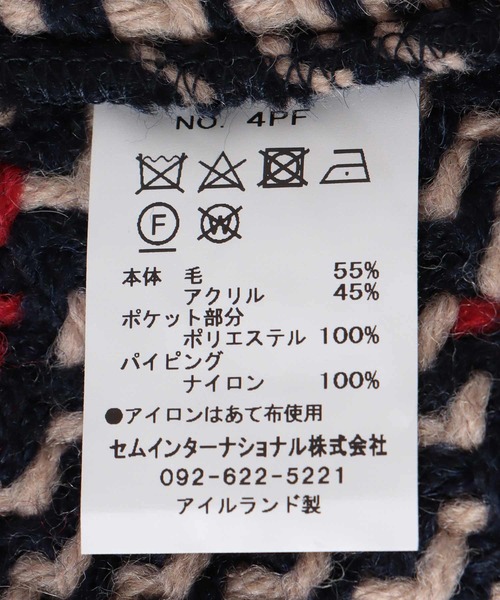 NO. 4PF
F W
本体 毛 55%
アクリル 45%
ポケット部分
ポリエステル 100%
パイピング
ナイロン 100%
●アイロンはあて布使用
セムインターナショナル株式会社
092-622-5221
アイルランド製